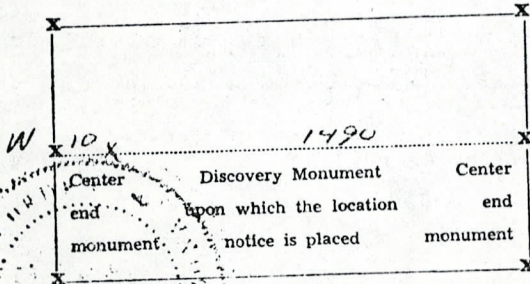 X X
W X 10 X 1490 X
Center Discovery Monument Center
end upon which the location end
monument notice is placed monument
X X